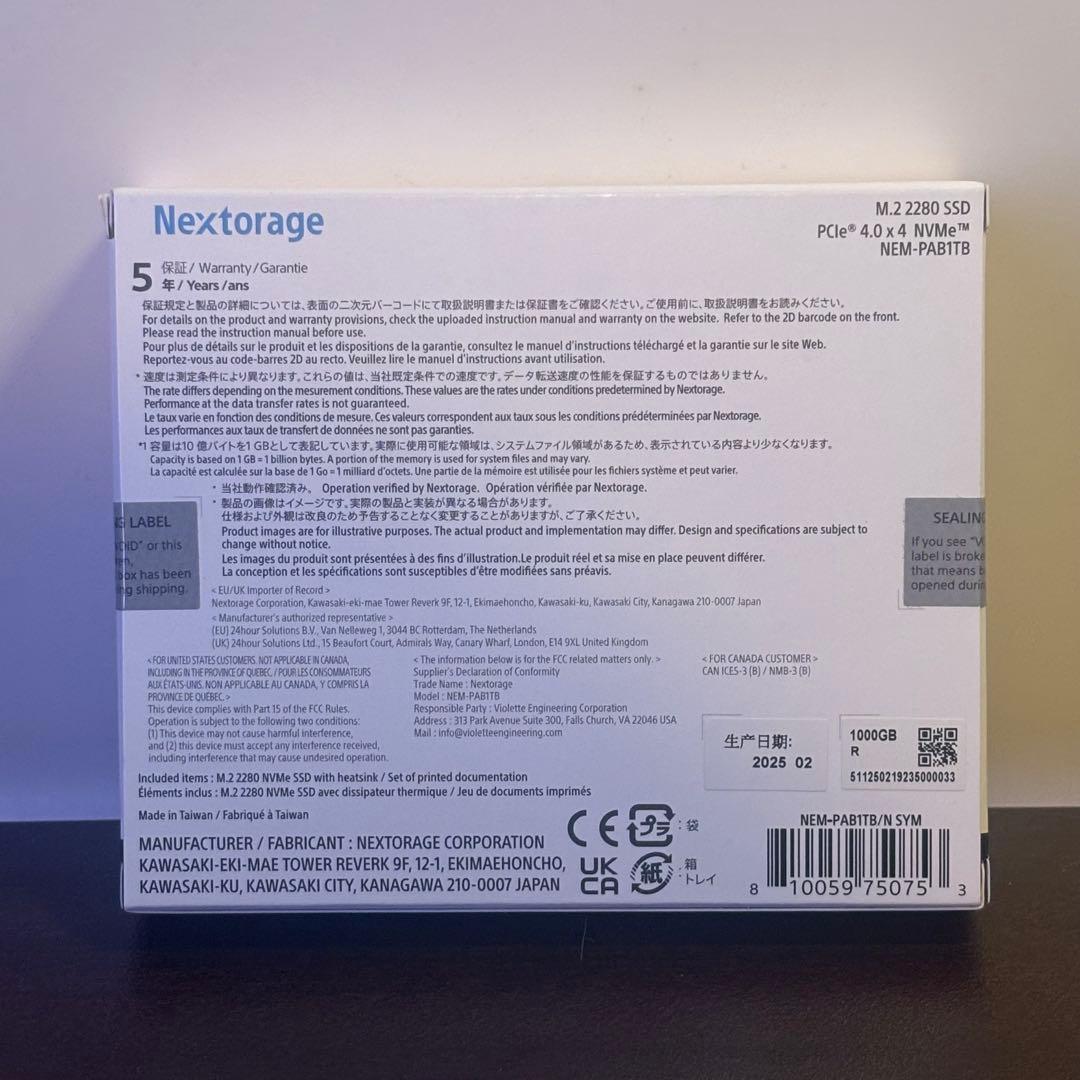 Nextorage
M.2 2280 SSD
PCIe® 4.0 x 4 NVMe™
NEM-PAB1TB
5 保証 / Warranty / Garantie
年 / Years / ans
保証規定と製品の詳細については、表面の二次元バーコードにて取扱説明書または保証書をご確認ください。ご使用前に、取扱説明書をお読みください。
For details on the product and warranty provisions, check the uploaded instruction manual and warranty on the website. Refer to the 2D barcode on the front.
Please read the instruction manual before use.
Pour plus de détails sur le produit et les dispositions de la garantie, consultez le manuel d'instructions téléchargé et la garantie sur le site Web.
Reportez-vous au code-barres 2D au recto. Veuillez lire le manuel d'instructions avant utilisation.
* 速度は測定条件により異なります。これらの値は、当社既定条件での速度です。データ転送速度の性能を保証するものではありません。
The rate differs depending on the mesurement conditions. These values are the rates under conditions predetermined by Nextorage.
Performance at the data transfer rates is not guaranteed.
Le taux varie en fonction des conditions de mesure. Ces valeurs correspondent aux taux sous les conditions prédéterminées par Nextorage.
Les performances aux taux de transfert de données ne sont pas garanties.
*1 容量は10 億バイトを1 GBとして表記しています。実際に使用可能な領域は、システムファイル領域があるため、表示されている内容より少なくなります。
Capacity is based on 1 GB = 1 billion bytes. A portion of the memory is used for system files and may vary.
La capacité est calculée sur la base de 1 Go = 1 milliard d'octets. Une partie de la mémoire est utilisée pour les fichiers système et peut varier.
* 当社動作確認済み。 Operation verified by Nextorage. Opération vérifiée par Nextorage.
* 製品の画像はイメージです。実際の製品と実装が異なる場合があります。
仕様および外観は改良のため予告することなく変更することがありますが、ご了承ください。
Product images are for illustrative purposes. The actual product and implementation may differ. Design and specifications are subject to
change without notice.
Les images du produit sont présentées à des fins d'illustration.Le produit réel et sa mise en place peuvent différer.
La conception et les spécifications sont susceptibles d'être modifiées sans préavis.
LABEL
or this
box has been
shipping.
SEALIN
If you see "V
label is broke
that means b
opened durin
< EU/UK Importer of Record >
Nextorage Corporation, Kawasaki-eki-mae Tower Reverk 9F, 12-1, Ekimaehoncho, Kawasaki-ku, Kawasaki City, Kanagawa 210-0007 Japan
< Manufacturer's authorized representative >
(EU) 24hour Solutions B.V., Van Nelleweg 1, 3044 BC Rotterdam, The Netherlands
(UK) 24hour Solutions Ltd., 15 Beaufort Court, Admirals Way, Canary Wharf, London, E14 9XL United Kingdom
< FOR UNITED STATES CUSTOMERS. NOT APPLICABLE IN CANADA,
INCLUDING IN THE PROVINCE OF QUEBEC. / POUR LES CONSOMMATEURS
AUX ÉTATS-UNIS. NON APPLICABLE AU CANADA, Y COMPRIS LA
PROVINCE DE QUÉBEC. >
This device complies with Part 15 of the FCC Rules.
Operation is subject to the following two conditions:
(1) This device may not cause harmful interference,
and (2) this device must accept any interference received,
including interference that may cause undesired operation.
< The information below is for the FCC related matters only. >
Supplier's Declaration of Conformity
Trade Name : Nextorage
Model : NEM-PAB1TB
Responsible Party : Violette Engineering Corporation
Address : 313 Park Avenue Suite 300, Falls Church, VA 22046 USA
Mail : info@violetteengineering.com
< FOR CANADA CUSTOMER >
CAN ICES-3 (B) / NMB-3 (B)
生产日期:
2025 02
1000GB
R
511250219235000033
Included items : M.2 2280 NVMe SSD with heatsink / Set of printed documentation
Éléments inclus : M.2 2280 NVMe SSD avec dissipateur thermique / Jeu de documents imprimés
Made in Taiwan / Fabriqué à Taiwan
MANUFACTURER / FABRICANT : NEXTORAGE CORPORATION
KAWASAKI-EKI-MAE TOWER REVERK 9F, 12-1, EKIMAEHONCHO,
KAWASAKI-KU, KAWASAKI CITY, KANAGAWA 210-0007 JAPAN
CE プラ : 袋
UK
CA
紙 : 箱
トレイ
NEM-PAB1TB/N SYM
8 10059 75075 3